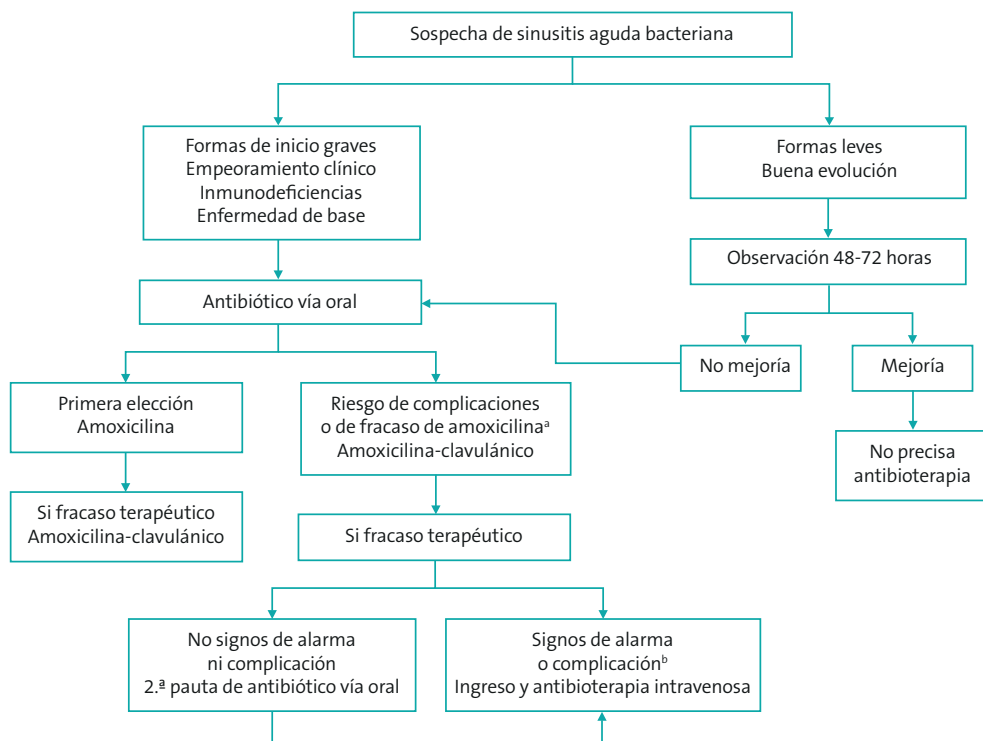 Sospecha de sinusitis aguda bacteriana
Formas de inicio graves
Empeoramiento clínico
Inmunodeficiencias
Enfermedad de base
Formas leves
Buena evolución
Observación 48-72 horas
Antibiótico vía oral
No mejoría
Mejoría
Primera elección
Amoxicilina
Riesgo de complicaciones
o de fracaso de amoxicilinaᵃ
Amoxicilina-clavulánico
No precisa
antibioterapia
Si fracaso terapéutico
Amoxicilina-clavulánico
Si fracaso terapéutico
No signos de alarma
ni complicación
2.ª pauta de antibiótico vía oral
Signos de alarma
o complicaciónᵇ
Ingreso y antibioterapia intravenosa